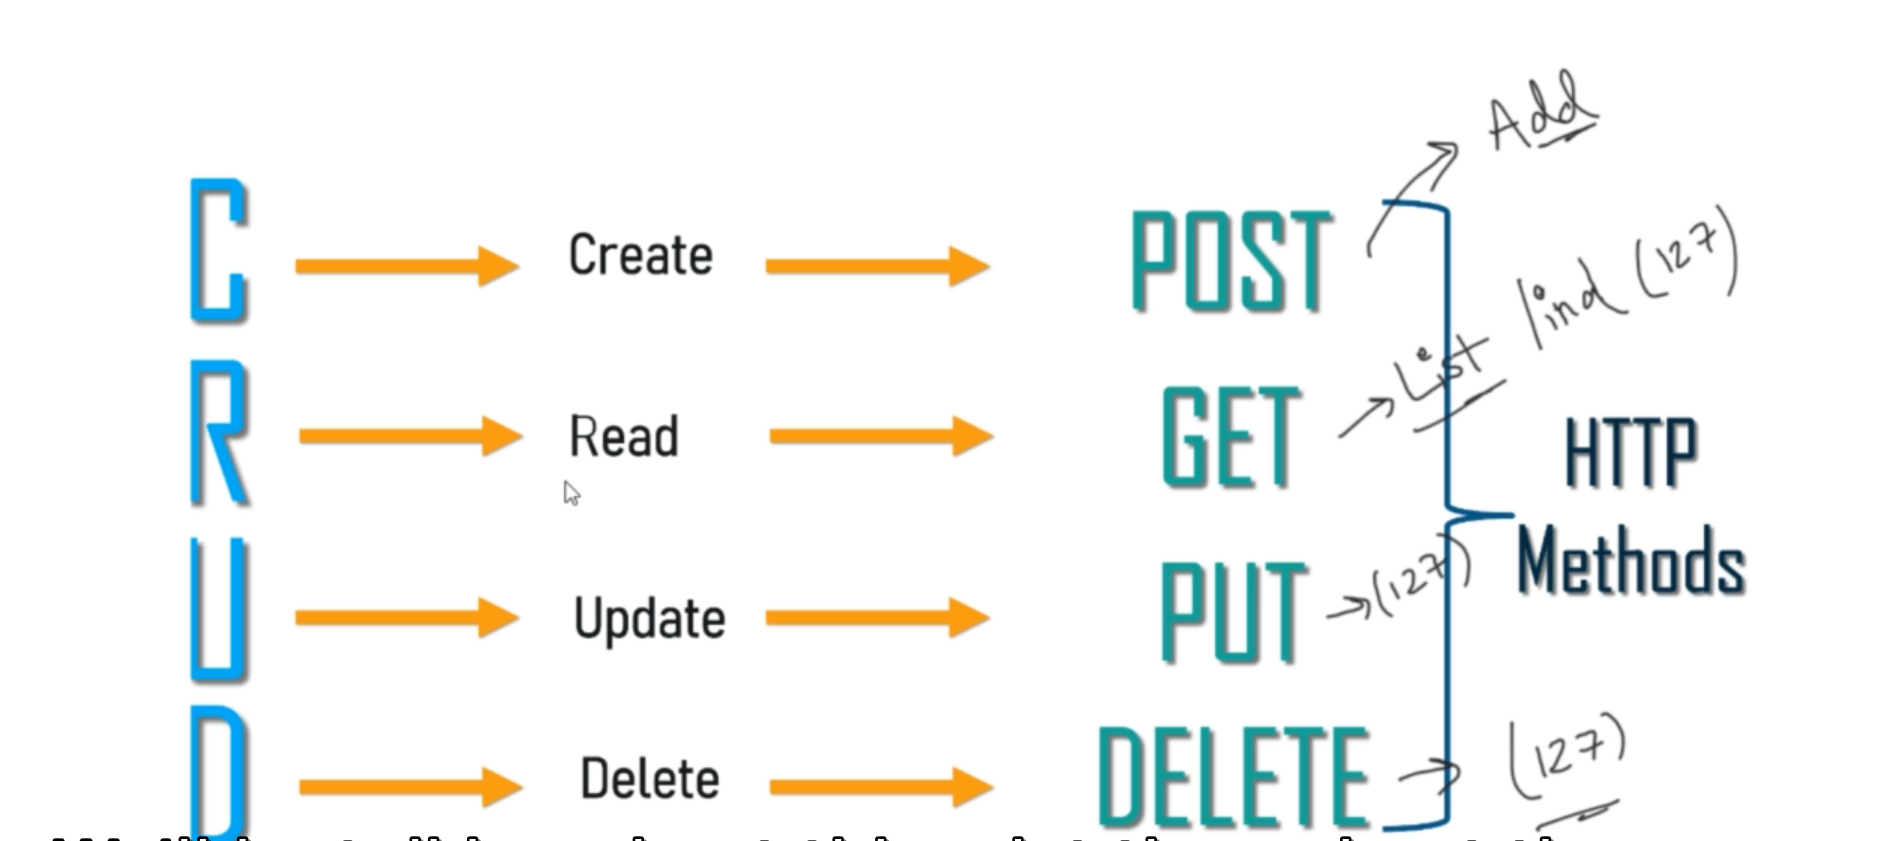 Add
C Create POST
find (127)
R Read GET List
HTTP
Methods
U Update PUT (127)
D Delete DELETE (127)